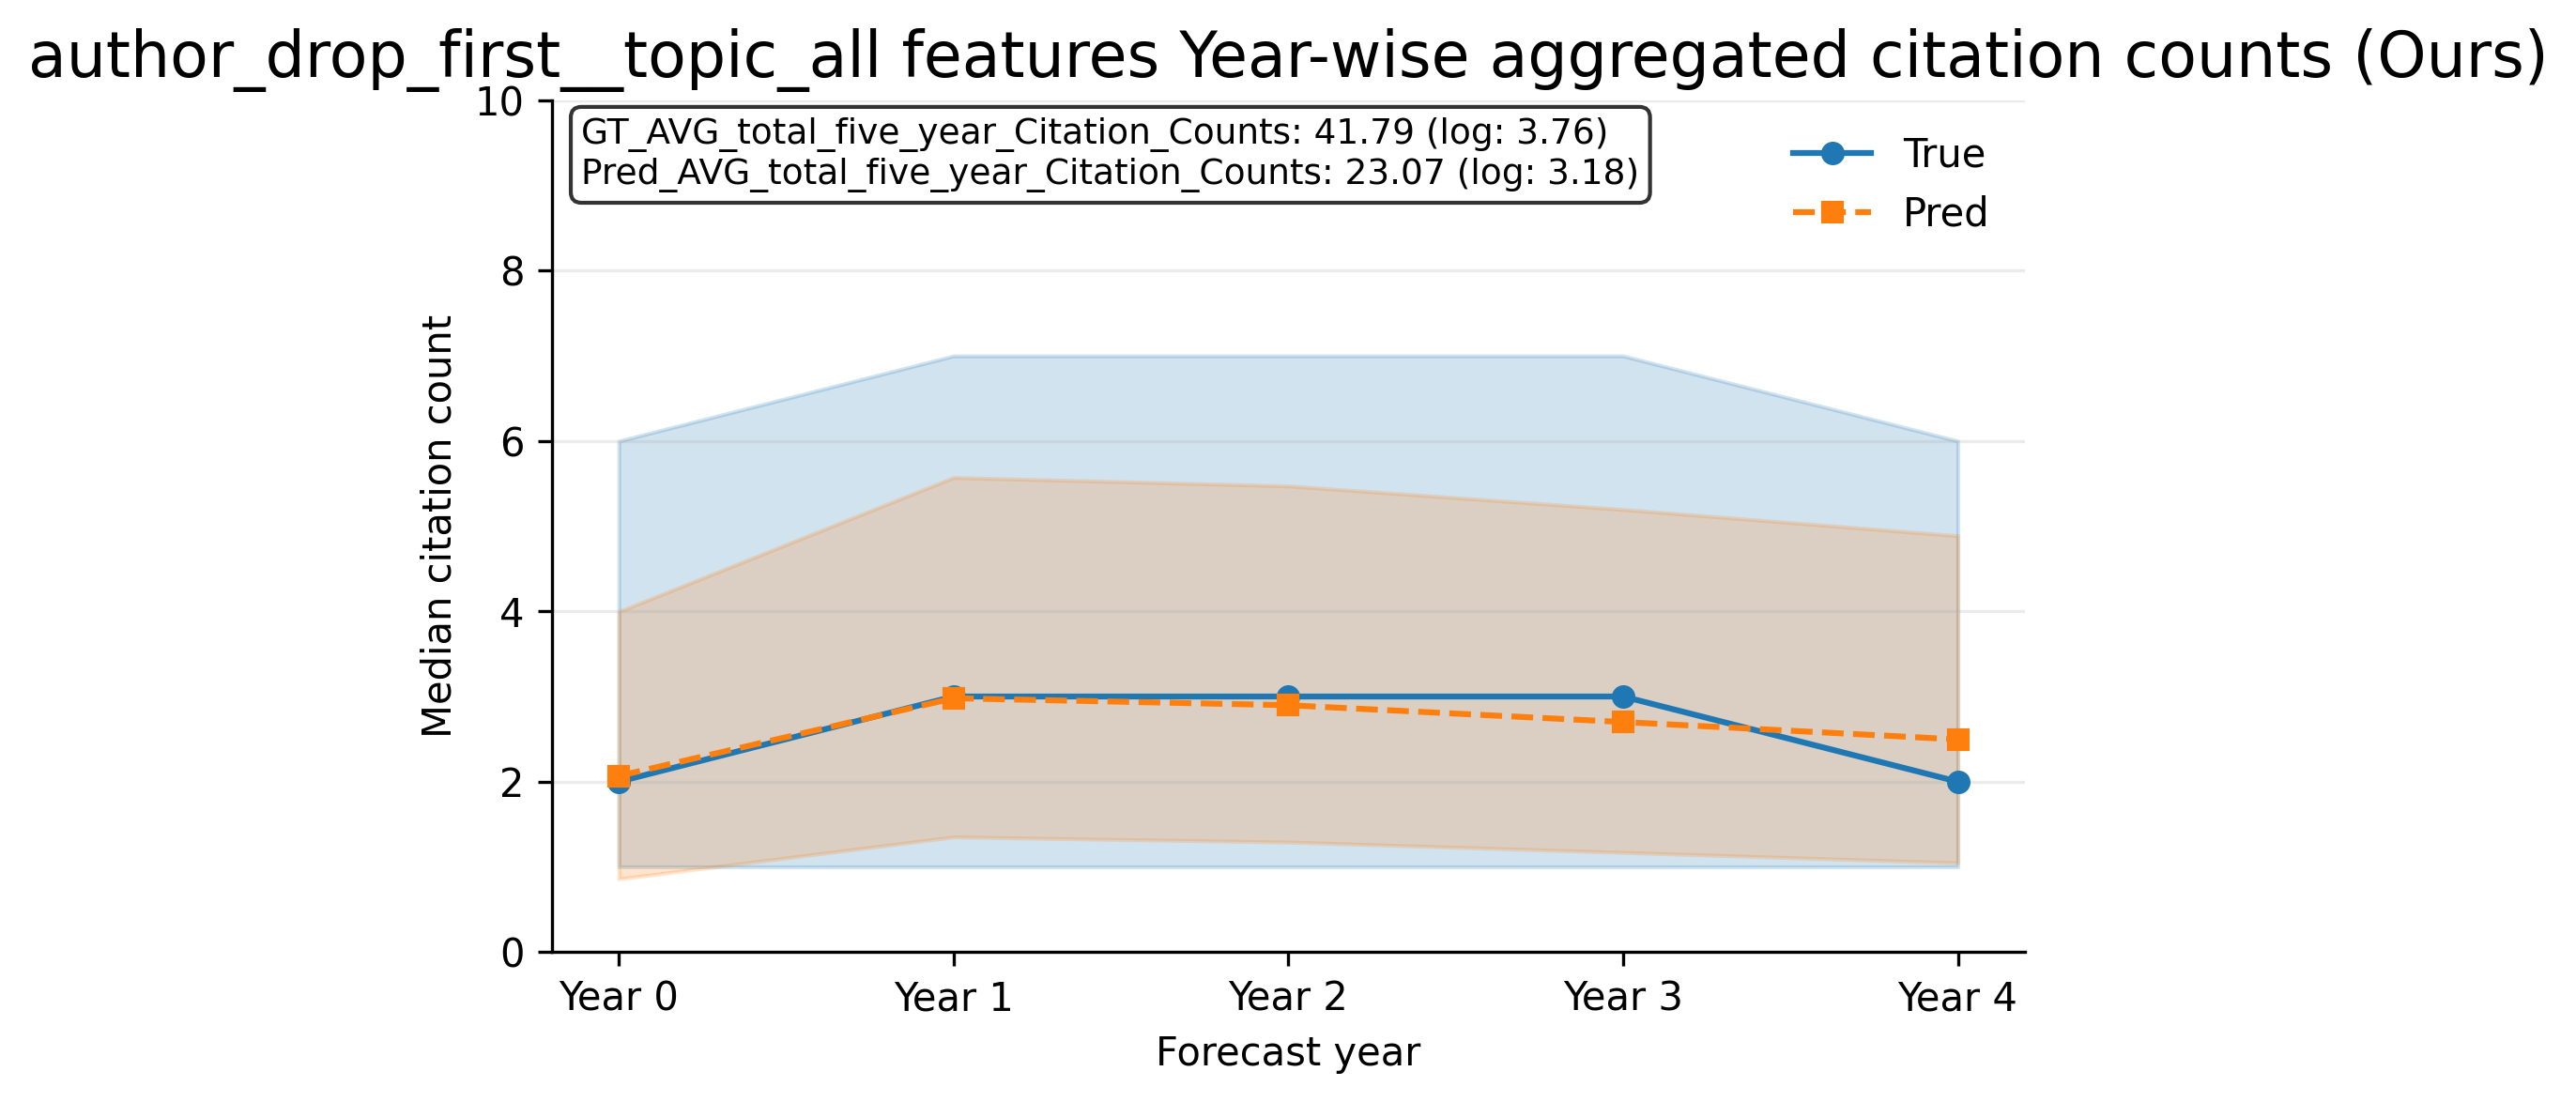 author_drop_first__topic_all features Year-wise aggregated citation counts (Ours)
GT_AVG_total_five_year_Citation_Counts: 41.79 (log: 3.76)
Pred_AVG_total_five_year_Citation_Counts: 23.07 (log: 3.18)
True
Pred
Median citation count
10
8
6
4
2
0
Year 0
Year 1
Year 2
Year 3
Year 4
Forecast year